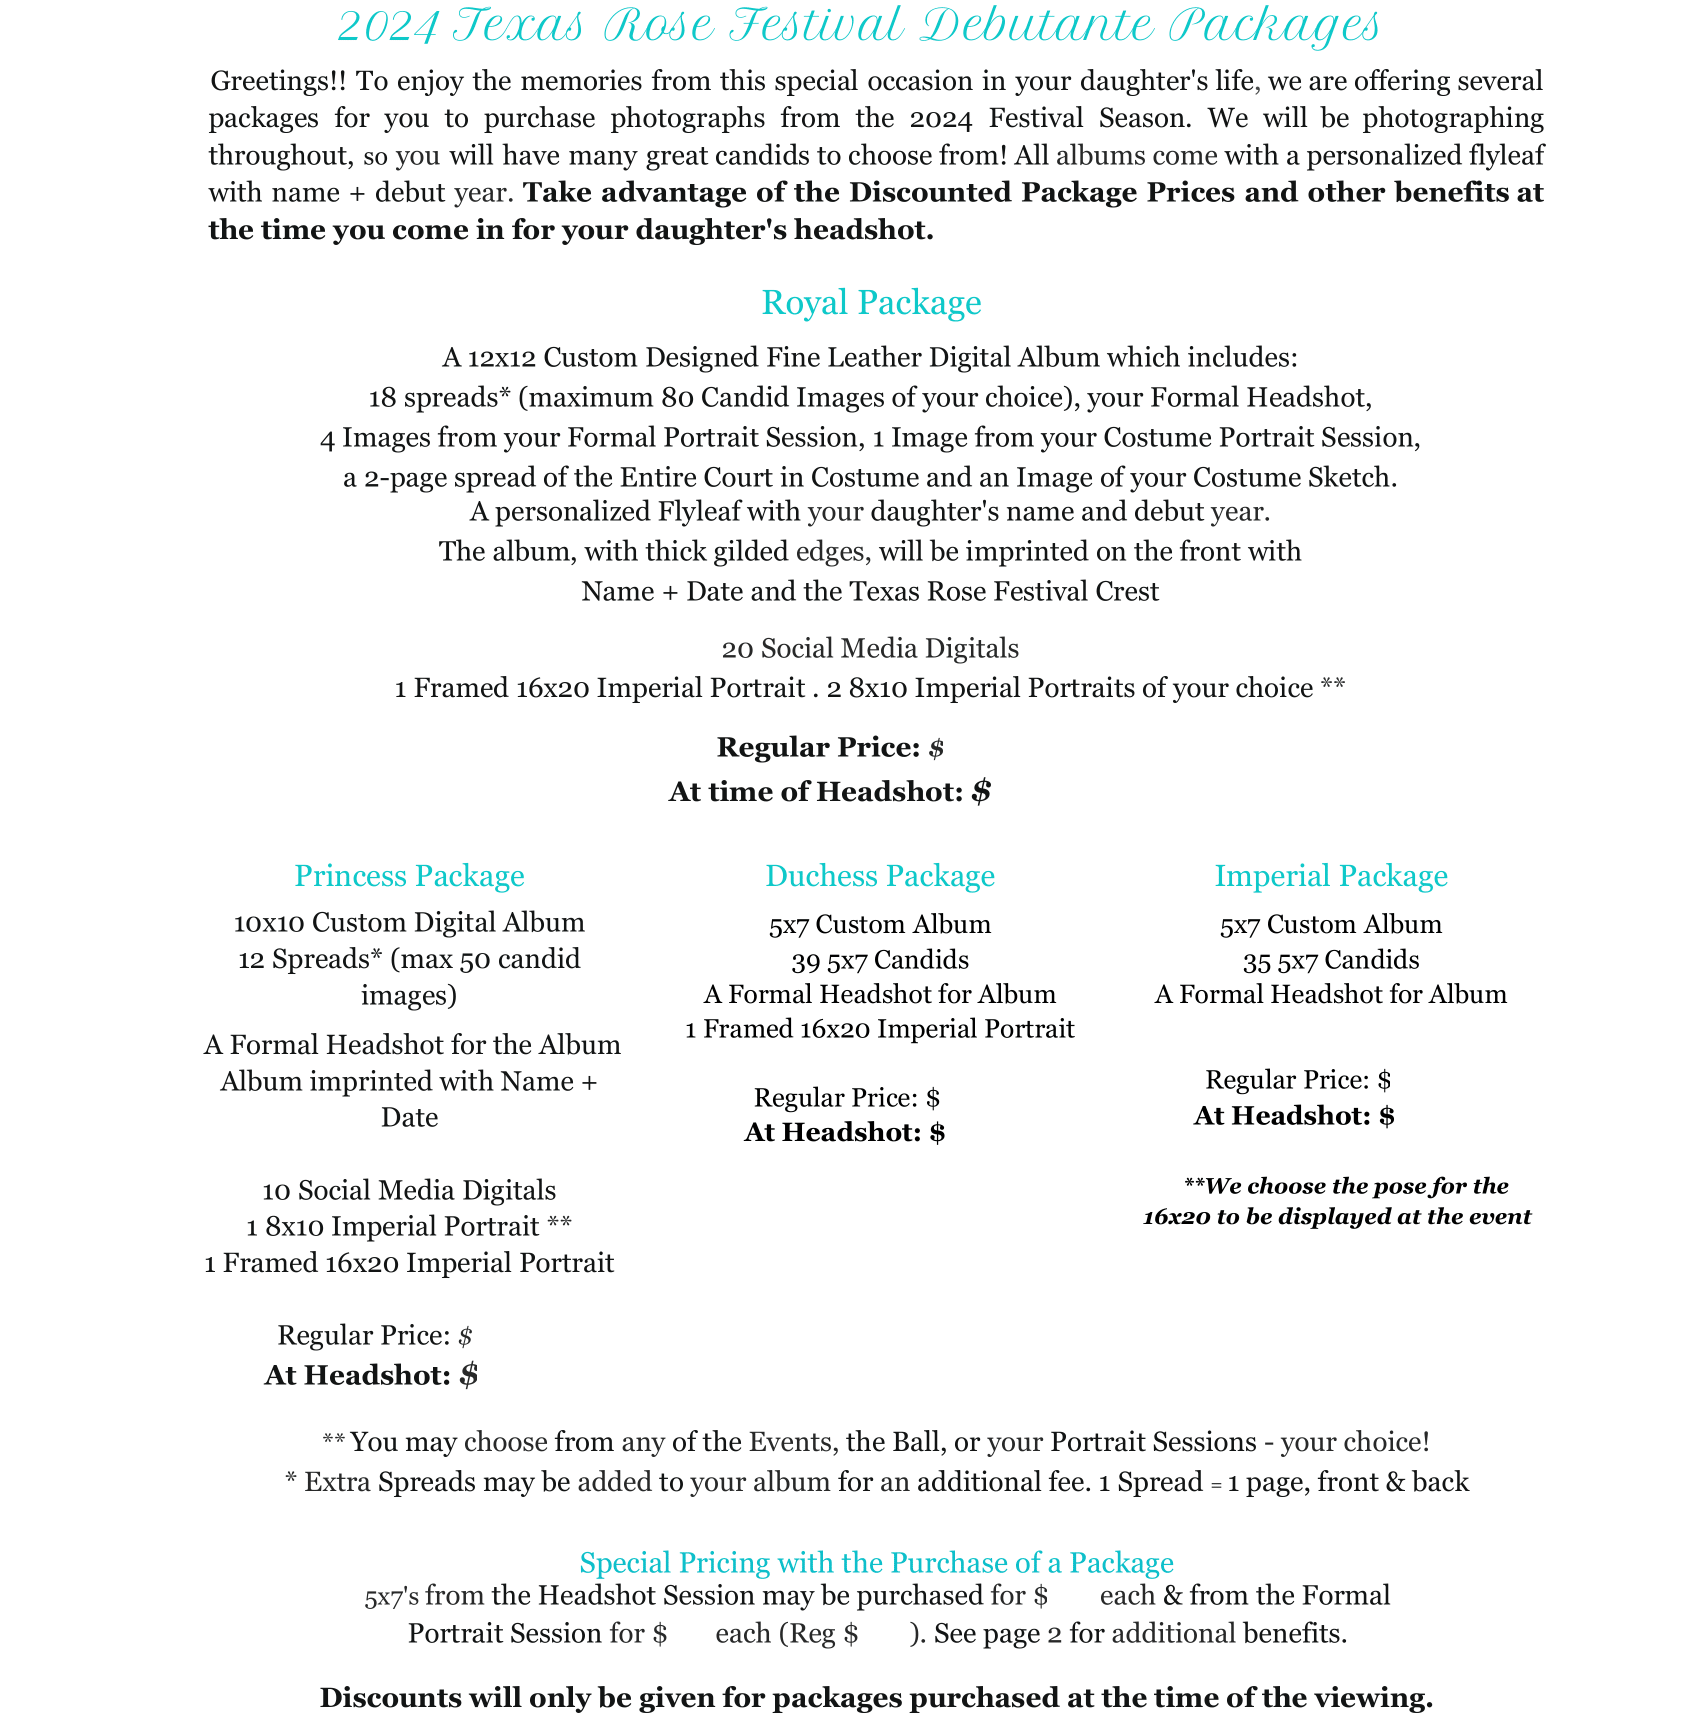 2024 Texas Rose Festival Debutante Packages
Greetings!! To enjoy the memories from this special occasion in your daughter's life, we are offering several
packages for you to purchase photographs from the 2024 Festival Season. We will be photographing
throughout, so you will have many great candids to choose from! All albums come with a personalized flyleaf
with name + debut year. Take advantage of the Discounted Package Prices and other benefits at
the time you come in for your daughter's headshot.
Royal Package
A 12x12 Custom Designed Fine Leather Digital Album which includes:
18 spreads* (maximum 80 Candid Images of your choice), your Formal Headshot,
4 Images from your Formal Portrait Session, 1 Image from your Costume Portrait Session,
a 2-page spread of the Entire Court in Costume and an Image of your Costume Sketch.
A personalized Flyleaf with your daughter's name and debut year.
The album, with thick gilded edges, will be imprinted on the front with
Name + Date and the Texas Rose Festival Crest
20 Social Media Digitals
1 Framed 16x20 Imperial Portrait . 2 8x10 Imperial Portraits of your choice **
Regular Price: $
At time of Headshot: $
Princess Package
10x10 Custom Digital Album
12 Spreads* (max 50 candid
images)
A Formal Headshot for the Album
Album imprinted with Name +
Date
10 Social Media Digitals
1 8x10 Imperial Portrait **
1 Framed 16x20 Imperial Portrait
Regular Price: $
At Headshot: $
Duchess Package
5x7 Custom Album
39 5x7 Candids
A Formal Headshot for Album
1 Framed 16x20 Imperial Portrait
Regular Price: $
At Headshot: $
Imperial Package
5x7 Custom Album
35 5x7 Candids
A Formal Headshot for Album
Regular Price: $
At Headshot: $
**We choose the pose for the
16x20 to be displayed at the event
** You may choose from any of the Events, the Ball, or your Portrait Sessions - your choice!
* Extra Spreads may be added to your album for an additional fee. 1 Spread = 1 page, front & back
Special Pricing with the Purchase of a Package
5x7's from the Headshot Session may be purchased for $ each & from the Formal
Portrait Session for $ each (Reg $ ). See page 2 for additional benefits.
Discounts will only be given for packages purchased at the time of the viewing.